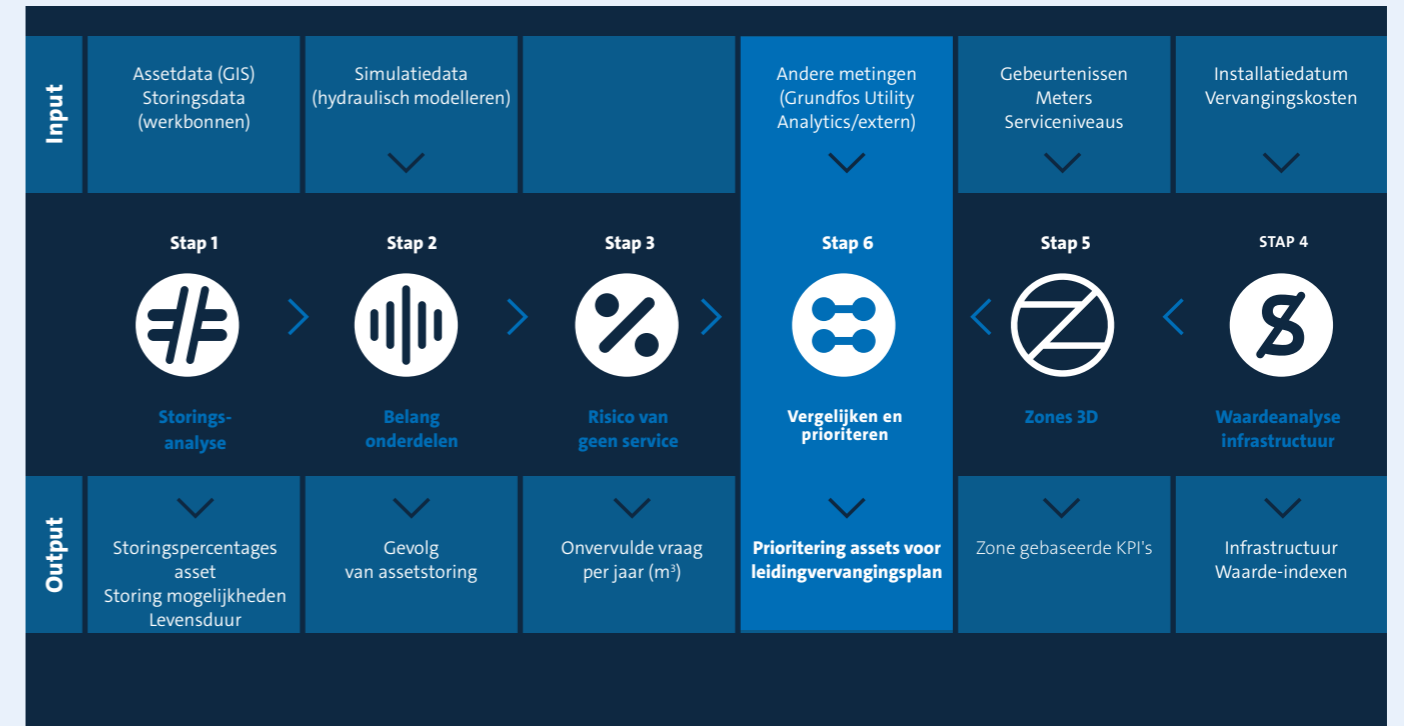 Input
Assetdata (GIS)
Storingsdata
(werkbonnen)
Simulatiedata
(hydraulisch modelleren)
Andere metingen
(Grundfos Utility
Analytics/extern)
Gebeurtenissen
Meters
Serviceniveaus
Installatiedatum
Vervangingskosten
Stap 1
Stap 2
Stap 3
Stap 6
Stap 5
STAP 4
Storings-
analyse
Belang
onderdelen
Risico van
geen service
Vergelijken en
prioriteren
Zones 3D
Waardeanalyse
infrastructuur
Output
Storingspercentages
asset
Storing mogelijkheden
Levensduur
Gevolg
van assetstoring
Onvervulde vraag
per jaar (m³)
Prioritering assets voor
leidingvervangingsplan
Zone gebaseerde KPI's
Infrastructuur
Waarde-indexen